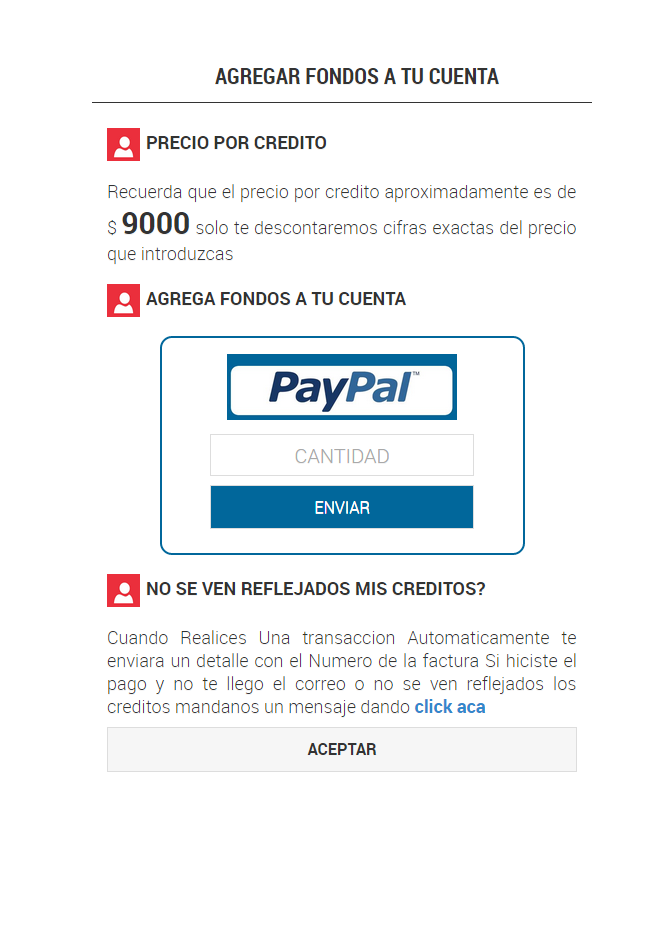 AGREGAR FONDOS A TU CUENTA
PRECIO POR CREDITO
Recuerda que el precio por credito aproximadamente es de
$ 9000 solo te descontaremos cifras exactas del precio
que introduzcas
AGREGA FONDOS A TU CUENTA
PayPal™
CANTIDAD
ENVIAR
NO SE VEN REFLEJADOS MIS CREDITOS?
Cuando Realices Una transaccion Automaticamente te
enviara un detalle con el Numero de la factura Si hiciste el
pago y no te llego el correo o no se ven reflejados los
creditos mandanos un mensaje dando click aca
ACEPTAR